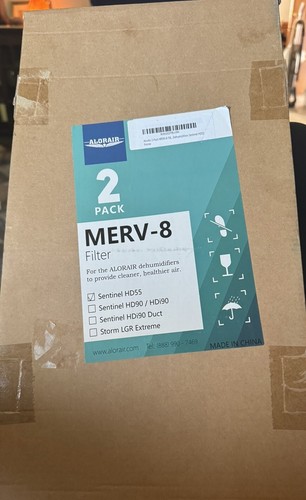 ALORAIR
2
PACK
MERV-8
Filter
For the ALORAIR dehumidifiers
to provide cleaner, healthier air.
☑ Sentinel HD55
☐ Sentinel HD90 / HDi90
☐ Sentinel HDi90 Duct
☐ Storm LGR Extreme
www.alorair.com
MADE IN CHINA